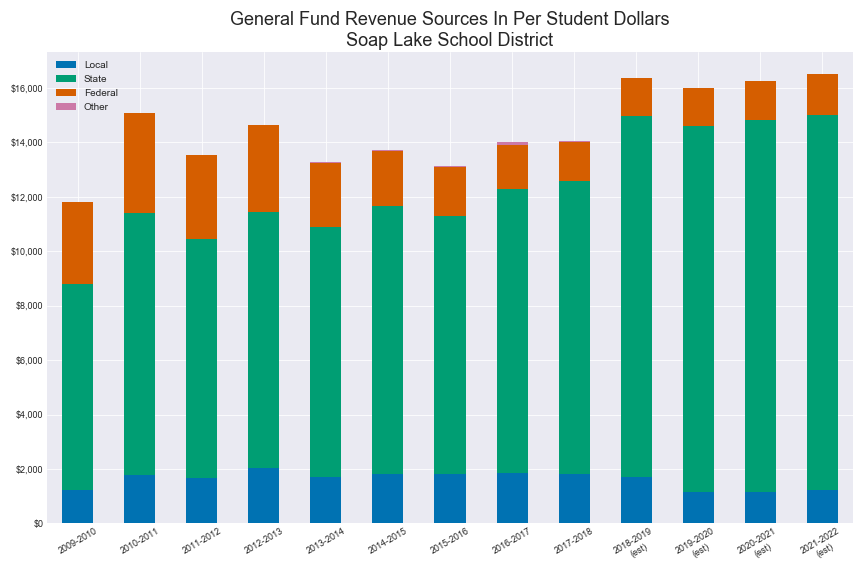 General Fund Revenue Sources In Per Student Dollars
Soap Lake School District
Local
State
Federal
Other
$16,000
$14,000
$12,000
$10,000
$8,000
$6,000
$4,000
$2,000
$0
2009-2010
2010-2011
2011-2012
2012-2013
2013-2014
2014-2015
2015-2016
2016-2017
2017-2018
2018-2019
(est)
2019-2020
(est)
2020-2021
(est)
2021-2022
(est)